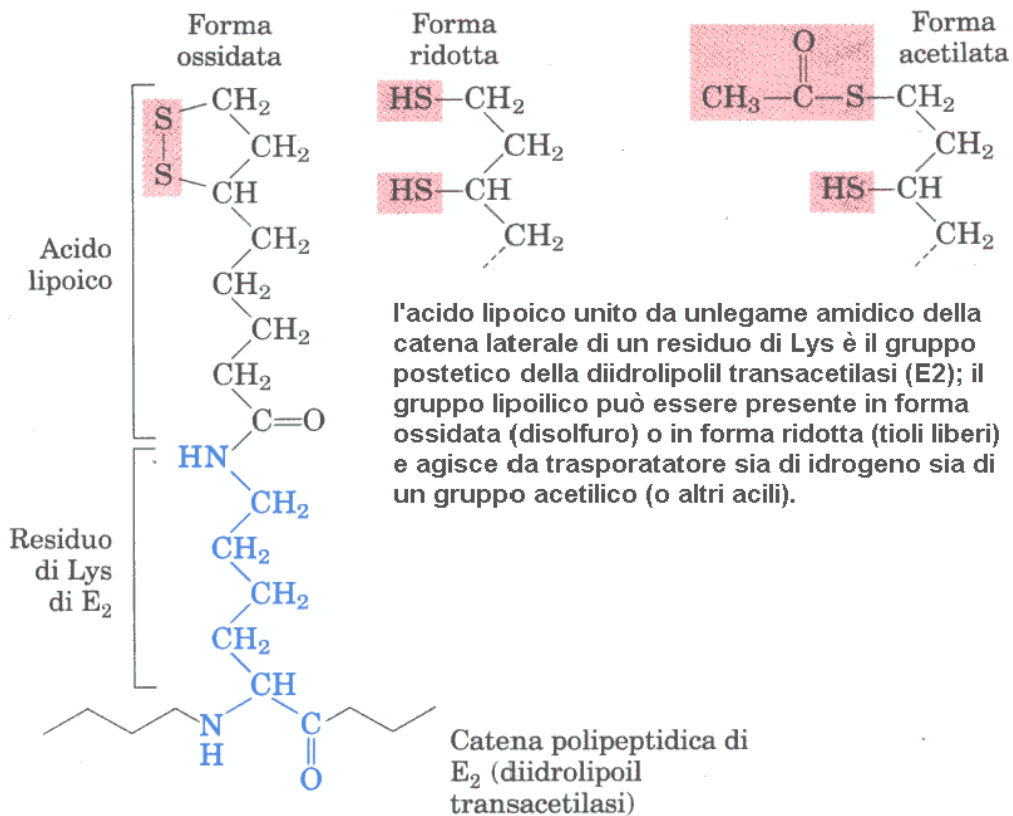 Forma
ossidata
Forma
ridotta
Forma
acetilata
O
S
CH₂
HS—CH₂
CH₃—C—S—CH₂
CH₂
CH₂
CH₂
S
CH
HS—CH
HS—CH
CH₂
CH₂
CH₂
Acido
lipoico
CH₂
CH₂
CH₂
C=O
l'acido lipoico unito da unlegame amidico della
catena laterale di un residuo di Lys è il gruppo
postetico della diidrolipolil transacetilasi (E2); il
gruppo lipoilico può essere presente in forma
ossidata (disolfuro) o in forma ridotta (tioli liberi)
e agisce da trasporatatore sia di idrogeno sia di
un gruppo acetilico (o altri acili).
HN
CH₂
Residuo
di Lys
di E₂
CH₂
CH₂
CH₂
CH
N
H
C
O
Catena polipeptidica di
E₂ (diidrolipoil
transacetilasi)